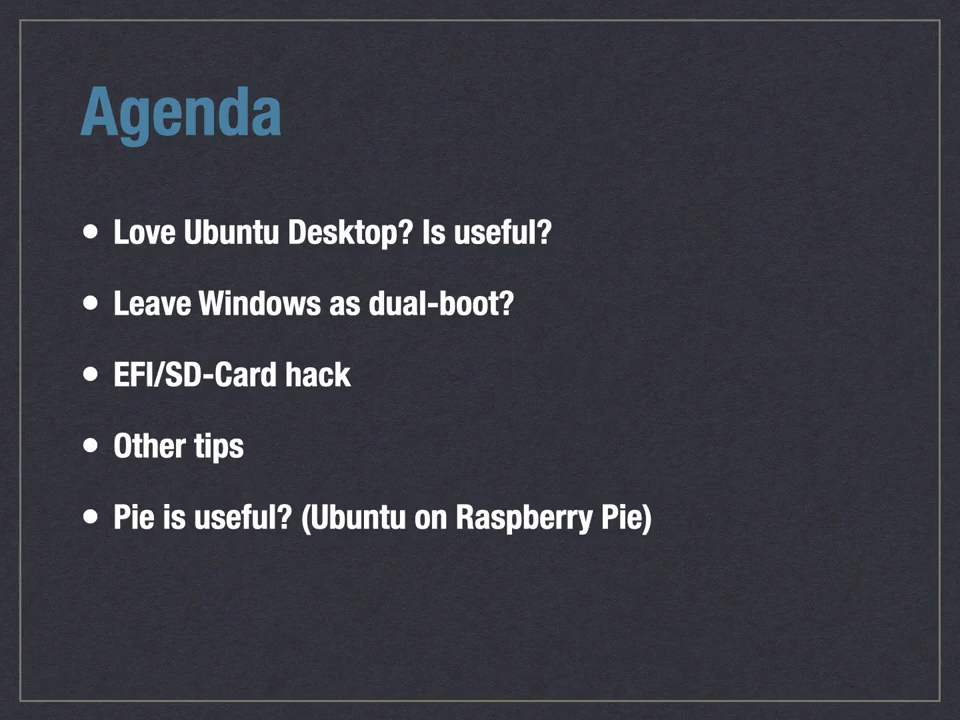 Agenda
• Love Ubuntu Desktop? Is useful?
• Leave Windows as dual-boot?
• EFI/SD-Card hack
• Other tips
• Pie is useful? (Ubuntu on Raspberry Pie)